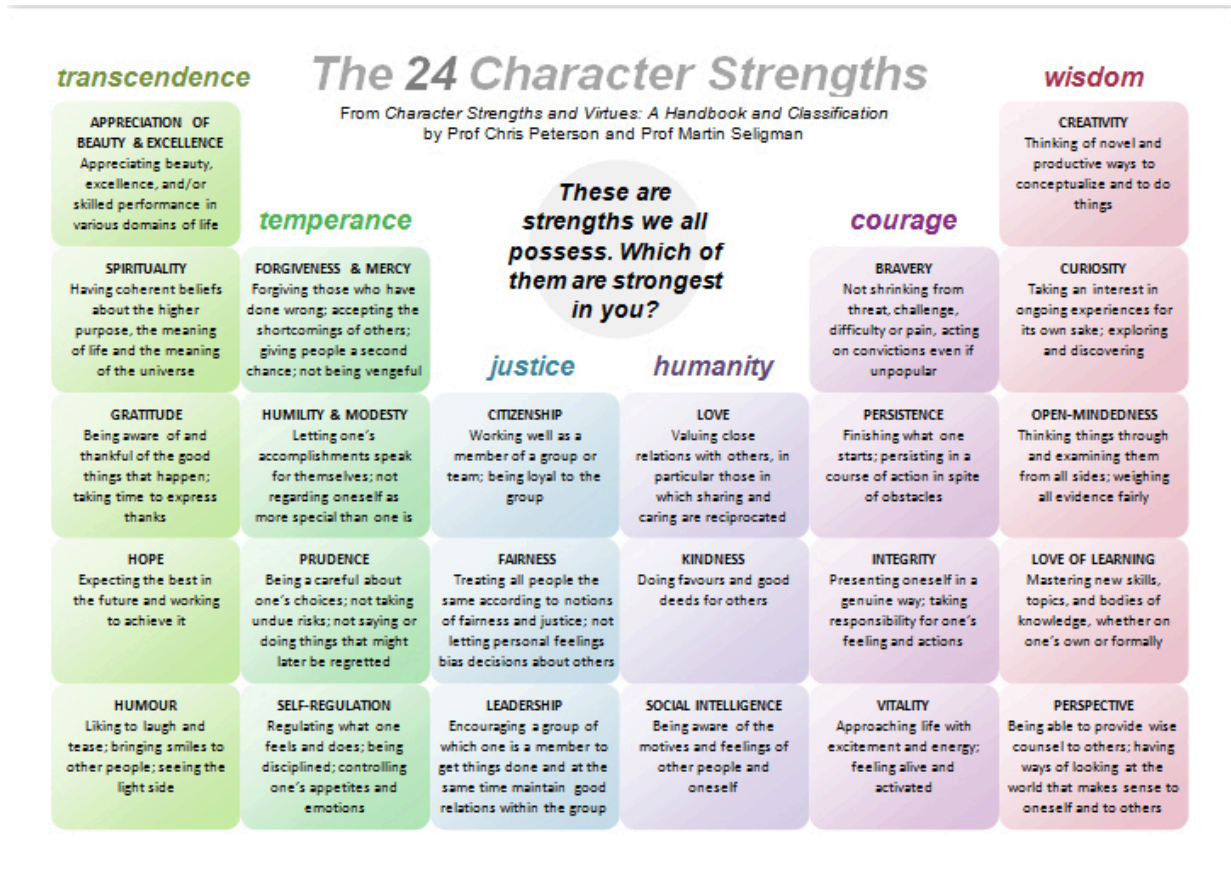 The 24 Character Strengths
From Character Strengths and Virtues: A Handbook and Classification
by Prof Chris Peterson and Prof Martin Seligman
These are
strengths we all
possess. Which of
them are strongest
in you?
transcendence
APPRECIATION OF
BEAUTY & EXCELLENCE
Appreciating beauty,
excellence, and/or
skilled performance in
various domains of life
SPIRITUALITY
Having coherent beliefs
about the higher
purpose, the meaning
of life and the meaning
of the universe
GRATITUDE
Being aware of and
thankful of the good
things that happen;
taking time to express
thanks
HOPE
Expecting the best in
the future and working
to achieve it
HUMOUR
Liking to laugh and
tease; bringing smiles to
other people; seeing the
light side
temperance
FORGIVENESS & MERCY
Forgiving those who have
done wrong; accepting the
shortcomings of others;
giving people a second
chance; not being vengeful
HUMILITY & MODESTY
Letting one's
accomplishments speak
for themselves; not
regarding oneself as
more special than one is
PRUDENCE
Being a careful about
one's choices; not taking
undue risks; not saying or
doing things that might
later be regretted
SELF-REGULATION
Regulating what one
feels and does; being
disciplined; controlling
one's appetites and
emotions
justice
CITIZENSHIP
Working well as a
member of a group or
team; being loyal to the
group
FAIRNESS
Treating all people the
same according to notions
of fairness and justice; not
letting personal feelings
bias decisions about others
LEADERSHIP
Encouraging a group of
which one is a member to
get things done and at the
same time maintain good
relations within the group
humanity
LOVE
Valuing close
relations with others, in
particular those in
which sharing and
caring are reciprocated
KINDNESS
Doing favours and good
deeds for others
SOCIAL INTELLIGENCE
Being aware of the
motives and feelings of
other people and
oneself
courage
BRAVERY
Not shrinking from
threat, challenge,
difficulty or pain, acting
on convictions even if
unpopular
PERSISTENCE
Finishing what one
starts; persisting in a
course of action in spite
of obstacles
INTEGRITY
Presenting oneself in a
genuine way; taking
responsibility for one's
feeling and actions
VITALITY
Approaching life with
excitement and energy;
feeling alive and
activated
wisdom
CREATIVITY
Thinking of novel and
productive ways to
conceptualize and to do
things
CURIOSITY
Taking an interest in
ongoing experiences for
its own sake; exploring
and discovering
OPEN-MINDEDNESS
Thinking things through
and examining them
from all sides; weighing
all evidence fairly
LOVE OF LEARNING
Mastering new skills,
topics, and bodies of
knowledge, whether on
one's own or formally
PERSPECTIVE
Being able to provide wise
counsel to others; having
ways of looking at the
world that makes sense to
oneself and to others